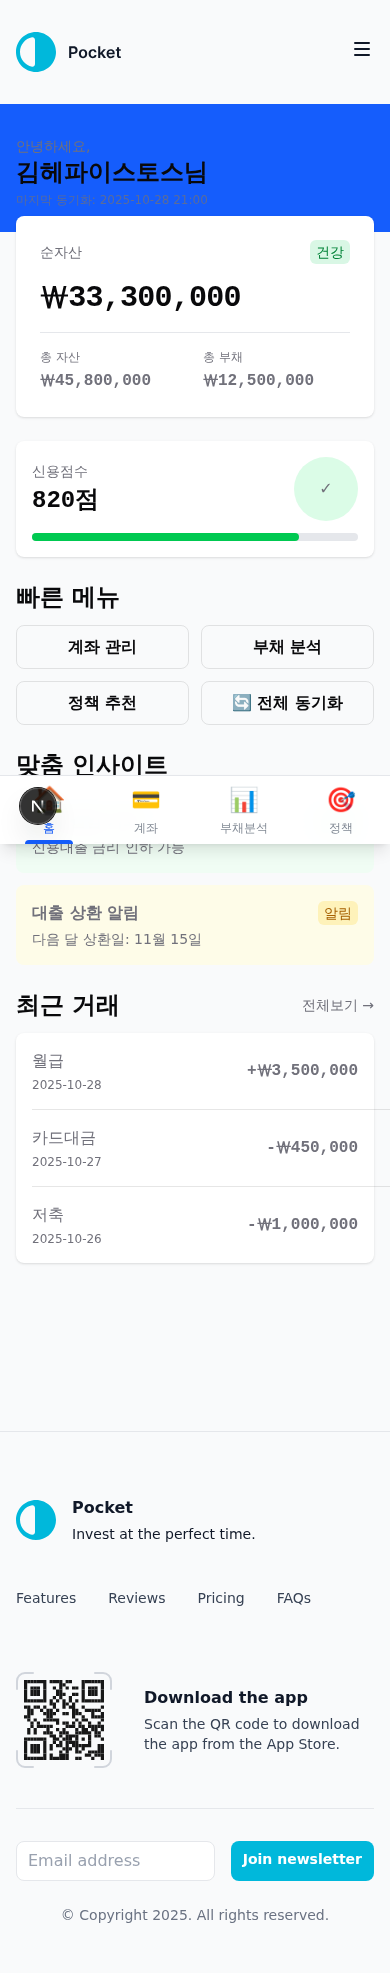 Pocket
안녕하세요,
김헤파이스토스님
마지막 동기화: 2025-10-28 21:00
순자산
건강
₩33,300,000
총 자산
총 부채
₩45,800,000
₩12,500,000
신용점수
820점
✓
빠른 메뉴
계좌 관리
부채 분석
정책 추천
🔄 전체 동기화
맞춤 인사이트
N
홈
계좌
부채분석
정책
신용대출 금리 인하 가능
대출 상환 알림
알림
다음 달 상환일: 11월 15일
최근 거래
전체보기 →
월급
2025-10-28
+₩3,500,000
카드대금
2025-10-27
-₩450,000
저축
2025-10-26
-₩1,000,000
Pocket
Invest at the perfect time.
Features
Reviews
Pricing
FAQs
Download the app
Scan the QR code to download
the app from the App Store.
Email address
Join newsletter
© Copyright 2025. All rights reserved.